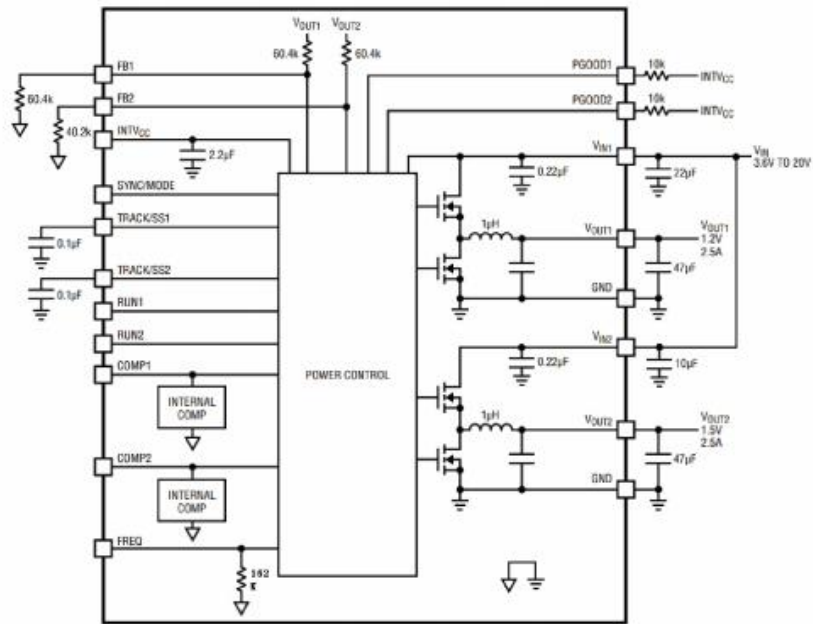 VOUT1
VOUT2
60.4k
60.4k
FB1
60.4k
FB2
40.2k
INTVCC
2.2µF
SYNC/MODE
TRACK/SS1
0.1µF
TRACK/SS2
0.1µF
RUN1
RUN2
COMP1
INTERNAL
COMP
COMP2
INTERNAL
COMP
FREQ
162
K
POWER CONTROL
PGOOD1
10k
INTVCC
PGOOD2
10k
INTVCC
VIN1
0.22µF
22µF
VIN
3.6V TO 20V
1µH
VOUT1
VOUT1
1.2V
2.5A
47µF
GND
VIN2
0.22µF
10µF
1µH
VOUT2
VOUT2
1.5V
2.5A
47µF
GND